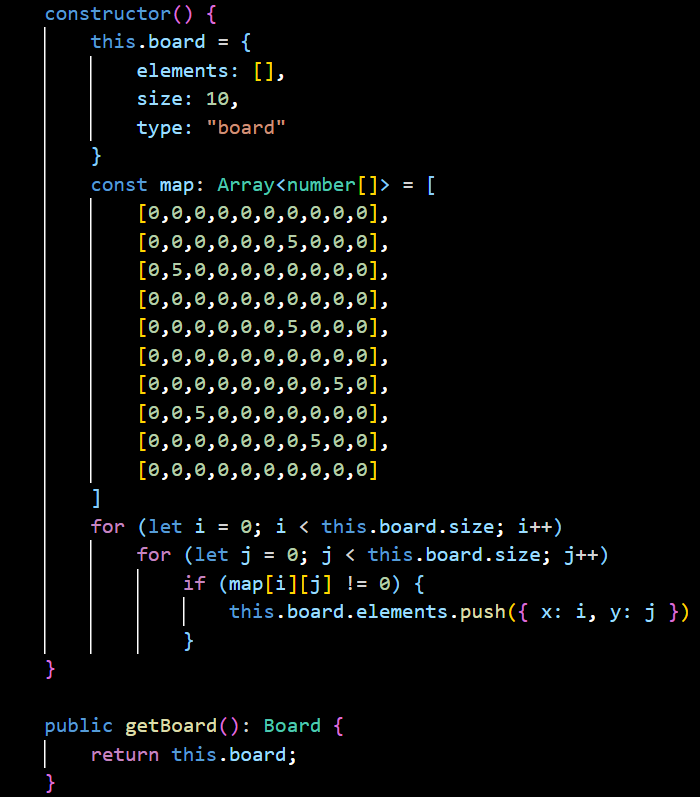 constructor() {
    this.board = {
        elements: [],
        size: 10,
        type: "board"
    }
    const map: Array<number[]> = [
        [0,0,0,0,0,0,0,0,0,0],
        [0,0,0,0,0,0,5,0,0,0],
        [0,5,0,0,0,0,0,0,0,0],
        [0,0,0,0,0,0,0,0,0,0],
        [0,0,0,0,0,0,5,0,0,0],
        [0,0,0,0,0,0,0,0,0,0],
        [0,0,0,0,0,0,0,0,5,0],
        [0,0,5,0,0,0,0,0,0,0],
        [0,0,0,0,0,0,0,5,0,0],
        [0,0,0,0,0,0,0,0,0,0]
    ]
    for (let i = 0; i < this.board.size; i++)
        for (let j = 0; j < this.board.size; j++)
            if (map[i][j] != 0) {
                this.board.elements.push({ x: i, y: j })
            }
}

public getBoard(): Board {
    return this.board;
}